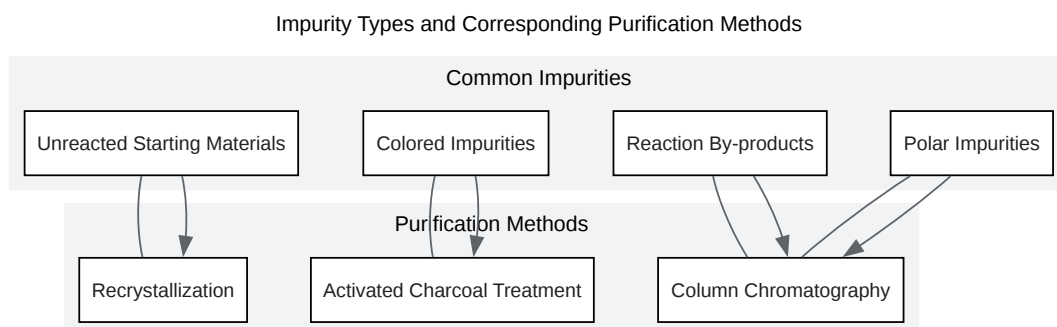 Impurity Types and Corresponding Purification Methods
Common Impurities
Unreacted Starting Materials
Colored Impurities
Reaction By-products
Polar Impurities
Purification Methods
Recrystallization
Activated Charcoal Treatment
Column Chromatography